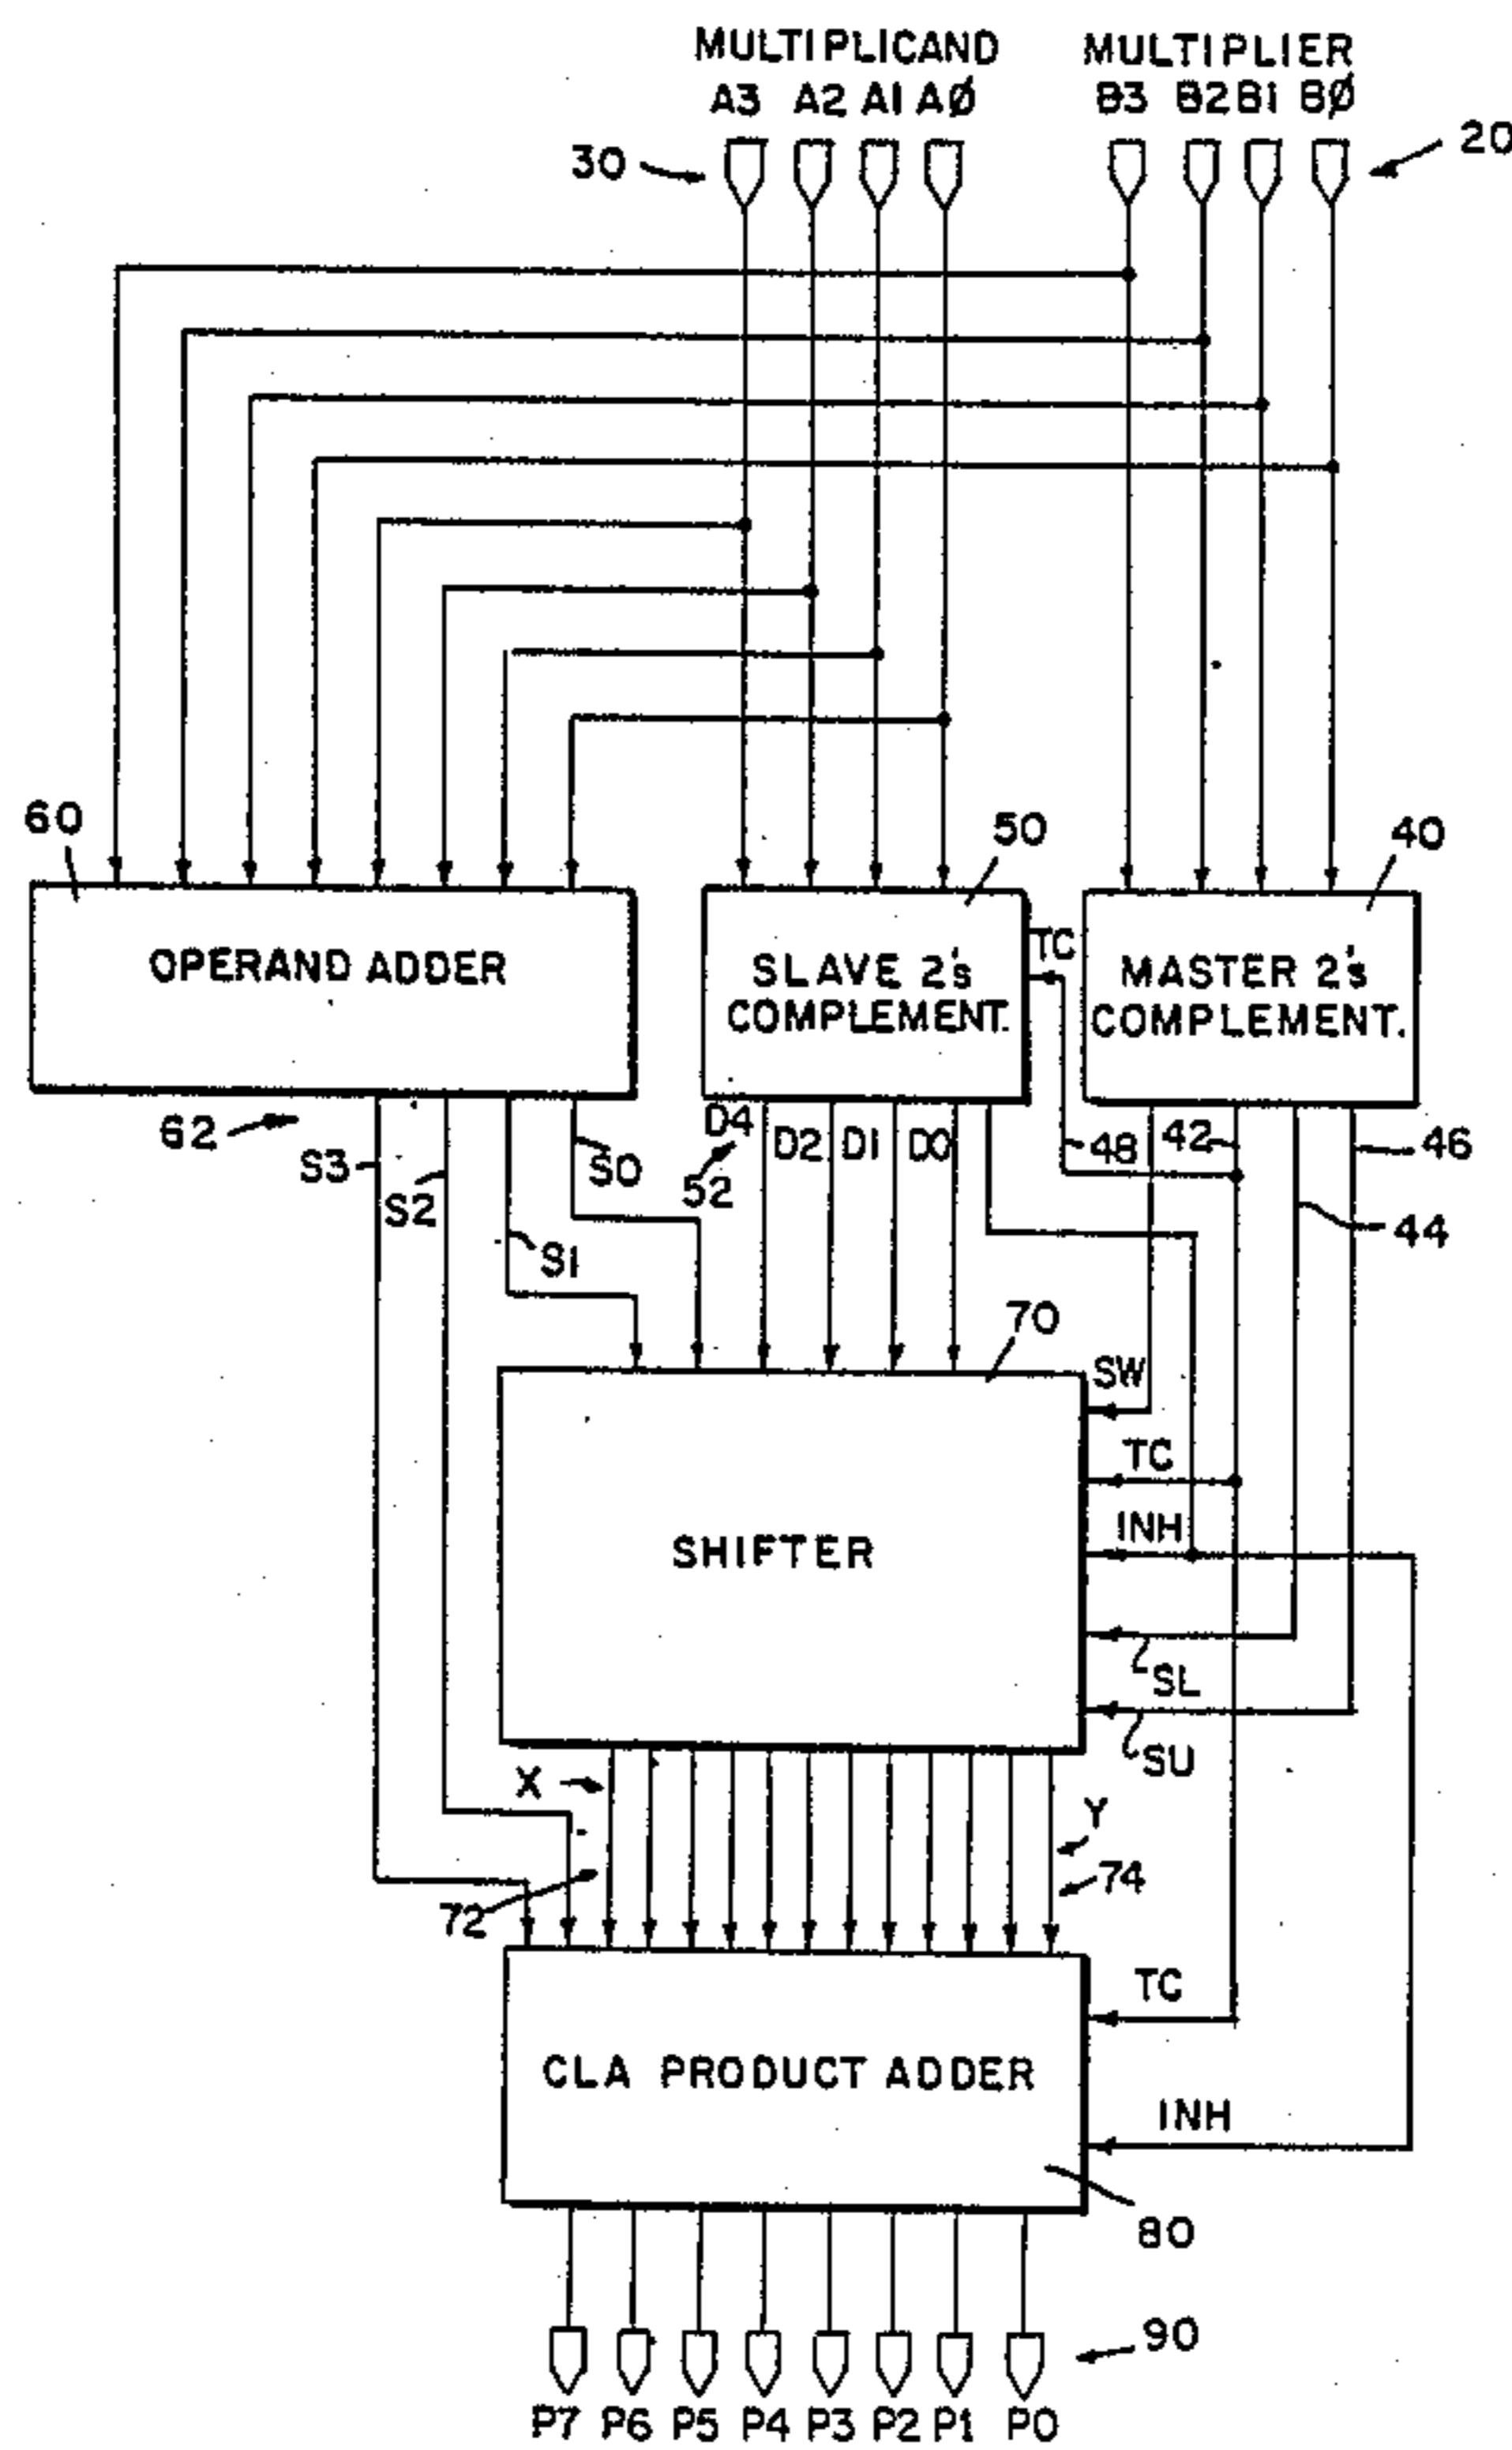 MULTIPLICAND MULTIPLIER
A3 A2 A1 AØ B3 B2 B1 BØ
30 20
60 50 40
OPERAND ADDER
SLAVE 2's
COMPLEMENT.
TC
MASTER 2's
COMPLEMENT.
62 S3 S2 S1 S0
D4 D2 D1 D0
52
48 42 46
44
70
SW
TC
INH
SHIFTER
SL
SU
X Y
72 74
TC
CLA PRODUCT ADDER
INH
80
90
P7 P6 P5 P4 P3 P2 P1 P0